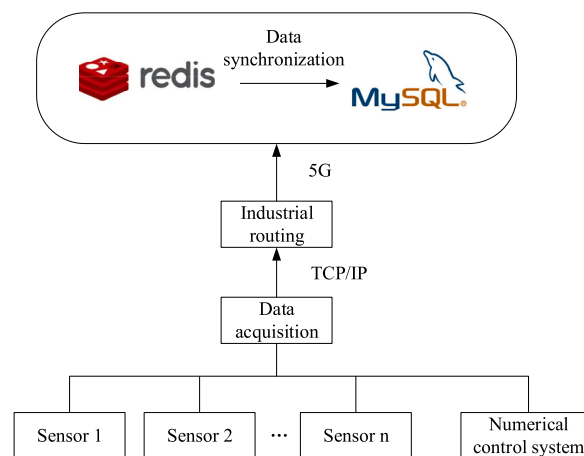 Data
synchronization
redis
MySQL®
5G
Industrial
routing
TCP/IP
Data
acquisition
Sensor 1
Sensor 2
...
Sensor n
Numerical
control system